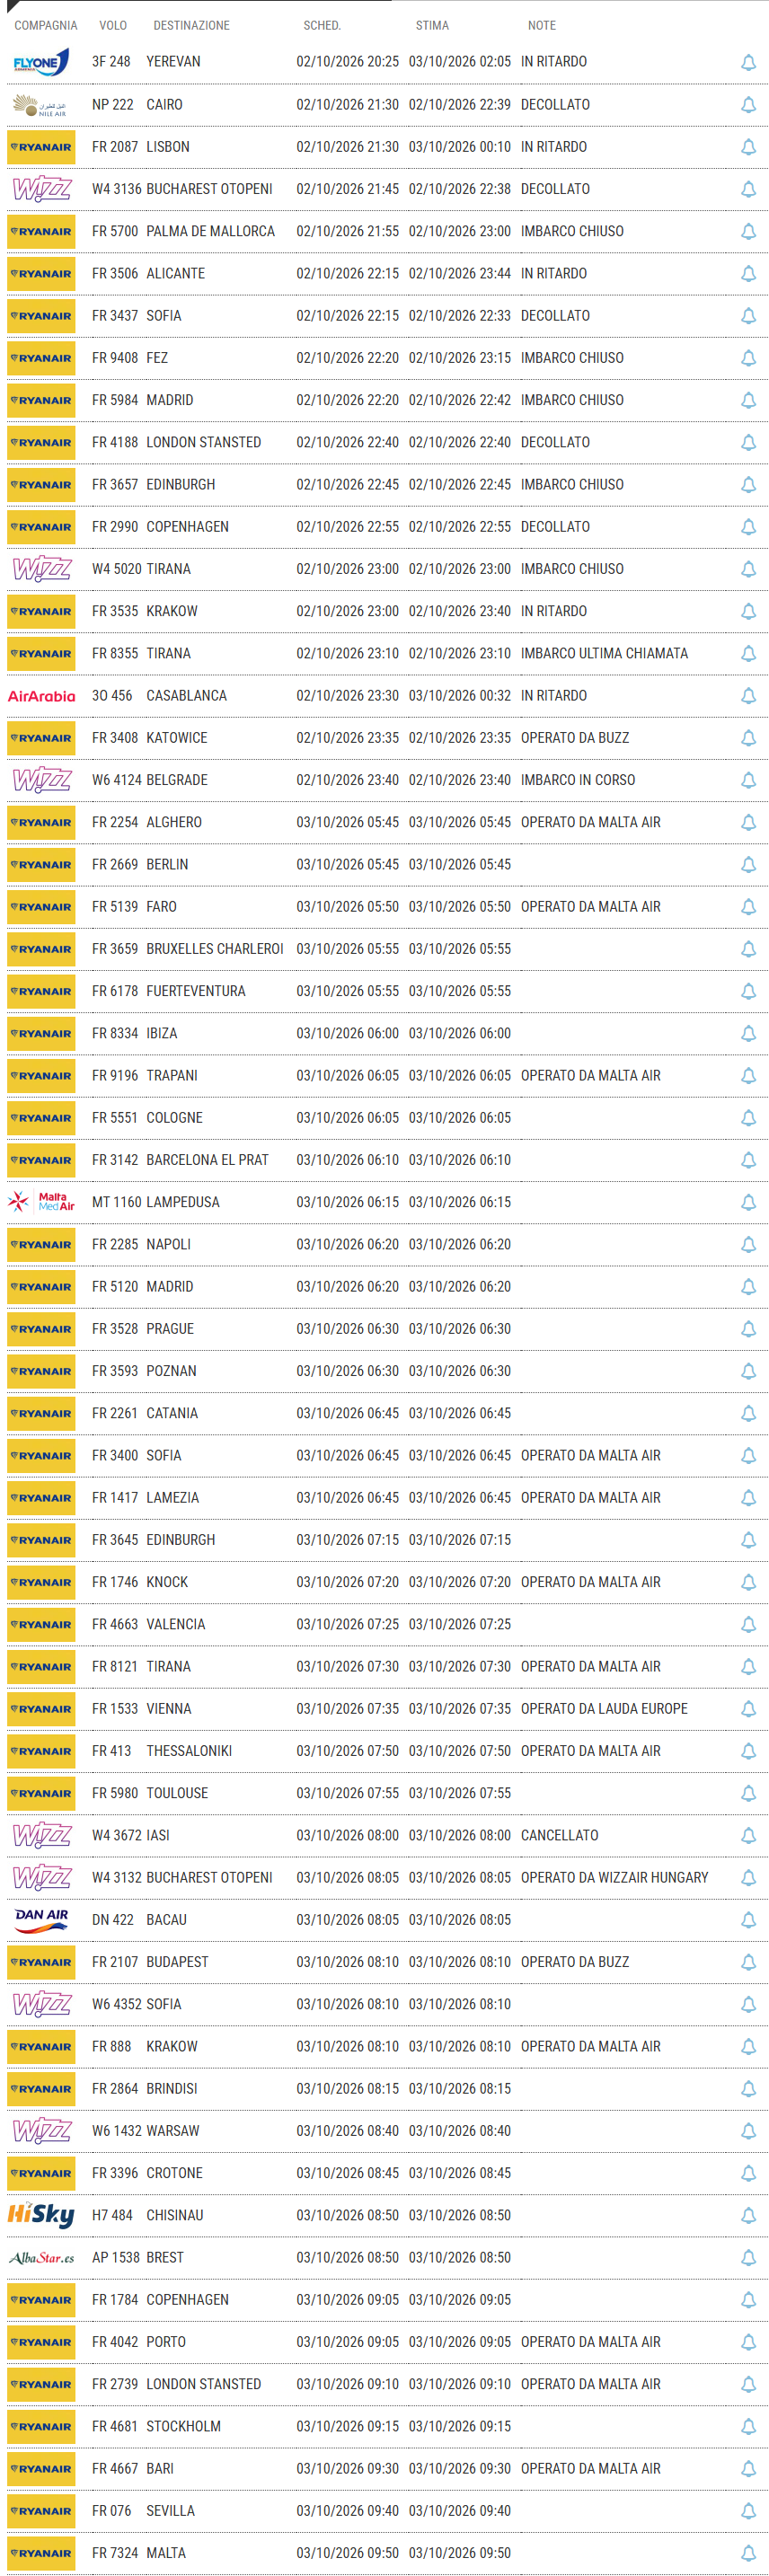 COMPAGNIA VOLO DESTINAZIONE SCHED. STIMA NOTE
FLYONE ARMENIA 3F 248 YEREVAN 02/10/2026 20:25 03/10/2026 02:05 IN RITARDO
النيل للطيران NILE AIR NP 222 CAIRO 02/10/2026 21:30 02/10/2026 22:39 DECOLLATO
RYANAIR FR 2087 LISBON 02/10/2026 21:30 03/10/2026 00:10 IN RITARDO
WIZZ W4 3136 BUCHAREST OTOPENI 02/10/2026 21:45 02/10/2026 22:38 DECOLLATO
RYANAIR FR 5700 PALMA DE MALLORCA 02/10/2026 21:55 02/10/2026 23:00 IMBARCO CHIUSO
RYANAIR FR 3506 ALICANTE 02/10/2026 22:15 02/10/2026 23:44 IN RITARDO
RYANAIR FR 3437 SOFIA 02/10/2026 22:15 02/10/2026 22:33 DECOLLATO
RYANAIR FR 9408 FEZ 02/10/2026 22:20 02/10/2026 23:15 IMBARCO CHIUSO
RYANAIR FR 5984 MADRID 02/10/2026 22:20 02/10/2026 22:42 IMBARCO CHIUSO
RYANAIR FR 4188 LONDON STANSTED 02/10/2026 22:40 02/10/2026 22:40 DECOLLATO
RYANAIR FR 3657 EDINBURGH 02/10/2026 22:45 02/10/2026 22:45 IMBARCO CHIUSO
RYANAIR FR 2990 COPENHAGEN 02/10/2026 22:55 02/10/2026 22:55 DECOLLATO
WIZZ W4 5020 TIRANA 02/10/2026 23:00 02/10/2026 23:00 IMBARCO CHIUSO
RYANAIR FR 3535 KRAKOW 02/10/2026 23:00 02/10/2026 23:40 IN RITARDO
RYANAIR FR 8355 TIRANA 02/10/2026 23:10 02/10/2026 23:10 IMBARCO ULTIMA CHIAMATA
AirArabia 3O 456 CASABLANCA 02/10/2026 23:30 03/10/2026 00:32 IN RITARDO
RYANAIR FR 3408 KATOWICE 02/10/2026 23:35 02/10/2026 23:35 OPERATO DA BUZZ
WIZZ W6 4124 BELGRADE 02/10/2026 23:40 02/10/2026 23:40 IMBARCO IN CORSO
RYANAIR FR 2254 ALGHERO 03/10/2026 05:45 03/10/2026 05:45 OPERATO DA MALTA AIR
RYANAIR FR 2669 BERLIN 03/10/2026 05:45 03/10/2026 05:45
RYANAIR FR 5139 FARO 03/10/2026 05:50 03/10/2026 05:50 OPERATO DA MALTA AIR
RYANAIR FR 3659 BRUXELLES CHARLEROI 03/10/2026 05:55 03/10/2026 05:55
RYANAIR FR 6178 FUERTEVENTURA 03/10/2026 05:55 03/10/2026 05:55
RYANAIR FR 8334 IBIZA 03/10/2026 06:00 03/10/2026 06:00
RYANAIR FR 9196 TRAPANI 03/10/2026 06:05 03/10/2026 06:05 OPERATO DA MALTA AIR
RYANAIR FR 5551 COLOGNE 03/10/2026 06:05 03/10/2026 06:05
RYANAIR FR 3142 BARCELONA EL PRAT 03/10/2026 06:10 03/10/2026 06:10
Malta MedAir MT 1160 LAMPEDUSA 03/10/2026 06:15 03/10/2026 06:15
RYANAIR FR 2285 NAPOLI 03/10/2026 06:20 03/10/2026 06:20
RYANAIR FR 5120 MADRID 03/10/2026 06:20 03/10/2026 06:20
RYANAIR FR 3528 PRAGUE 03/10/2026 06:30 03/10/2026 06:30
RYANAIR FR 3593 POZNAN 03/10/2026 06:30 03/10/2026 06:30
RYANAIR FR 2261 CATANIA 03/10/2026 06:45 03/10/2026 06:45
RYANAIR FR 3400 SOFIA 03/10/2026 06:45 03/10/2026 06:45 OPERATO DA MALTA AIR
RYANAIR FR 1417 LAMEZIA 03/10/2026 06:45 03/10/2026 06:45 OPERATO DA MALTA AIR
RYANAIR FR 3645 EDINBURGH 03/10/2026 07:15 03/10/2026 07:15
RYANAIR FR 1746 KNOCK 03/10/2026 07:20 03/10/2026 07:20 OPERATO DA MALTA AIR
RYANAIR FR 4663 VALENCIA 03/10/2026 07:25 03/10/2026 07:25
RYANAIR FR 8121 TIRANA 03/10/2026 07:30 03/10/2026 07:30 OPERATO DA MALTA AIR
RYANAIR FR 1533 VIENNA 03/10/2026 07:35 03/10/2026 07:35 OPERATO DA LAUDA EUROPE
RYANAIR FR 413 THESSALONIKI 03/10/2026 07:50 03/10/2026 07:50 OPERATO DA MALTA AIR
RYANAIR FR 5980 TOULOUSE 03/10/2026 07:55 03/10/2026 07:55
WIZZ W4 3672 IASI 03/10/2026 08:00 03/10/2026 08:00 CANCELLATO
WIZZ W4 3132 BUCHAREST OTOPENI 03/10/2026 08:05 03/10/2026 08:05 OPERATO DA WIZZAIR HUNGARY
DAN AIR DN 422 BACAU 03/10/2026 08:05 03/10/2026 08:05
RYANAIR FR 2107 BUDAPEST 03/10/2026 08:10 03/10/2026 08:10 OPERATO DA BUZZ
WIZZ W6 4352 SOFIA 03/10/2026 08:10 03/10/2026 08:10
RYANAIR FR 888 KRAKOW 03/10/2026 08:10 03/10/2026 08:10 OPERATO DA MALTA AIR
RYANAIR FR 2864 BRINDISI 03/10/2026 08:15 03/10/2026 08:15
WIZZ W6 1432 WARSAW 03/10/2026 08:40 03/10/2026 08:40
RYANAIR FR 3396 CROTONE 03/10/2026 08:45 03/10/2026 08:45
HiSky H7 484 CHISINAU 03/10/2026 08:50 03/10/2026 08:50
AlbaStar.es AP 1538 BREST 03/10/2026 08:50 03/10/2026 08:50
RYANAIR FR 1784 COPENHAGEN 03/10/2026 09:05 03/10/2026 09:05
RYANAIR FR 4042 PORTO 03/10/2026 09:05 03/10/2026 09:05 OPERATO DA MALTA AIR
RYANAIR FR 2739 LONDON STANSTED 03/10/2026 09:10 03/10/2026 09:10 OPERATO DA MALTA AIR
RYANAIR FR 4681 STOCKHOLM 03/10/2026 09:15 03/10/2026 09:15
RYANAIR FR 4667 BARI 03/10/2026 09:30 03/10/2026 09:30 OPERATO DA MALTA AIR
RYANAIR FR 076 SEVILLA 03/10/2026 09:40 03/10/2026 09:40
RYANAIR FR 7324 MALTA 03/10/2026 09:50 03/10/2026 09:50